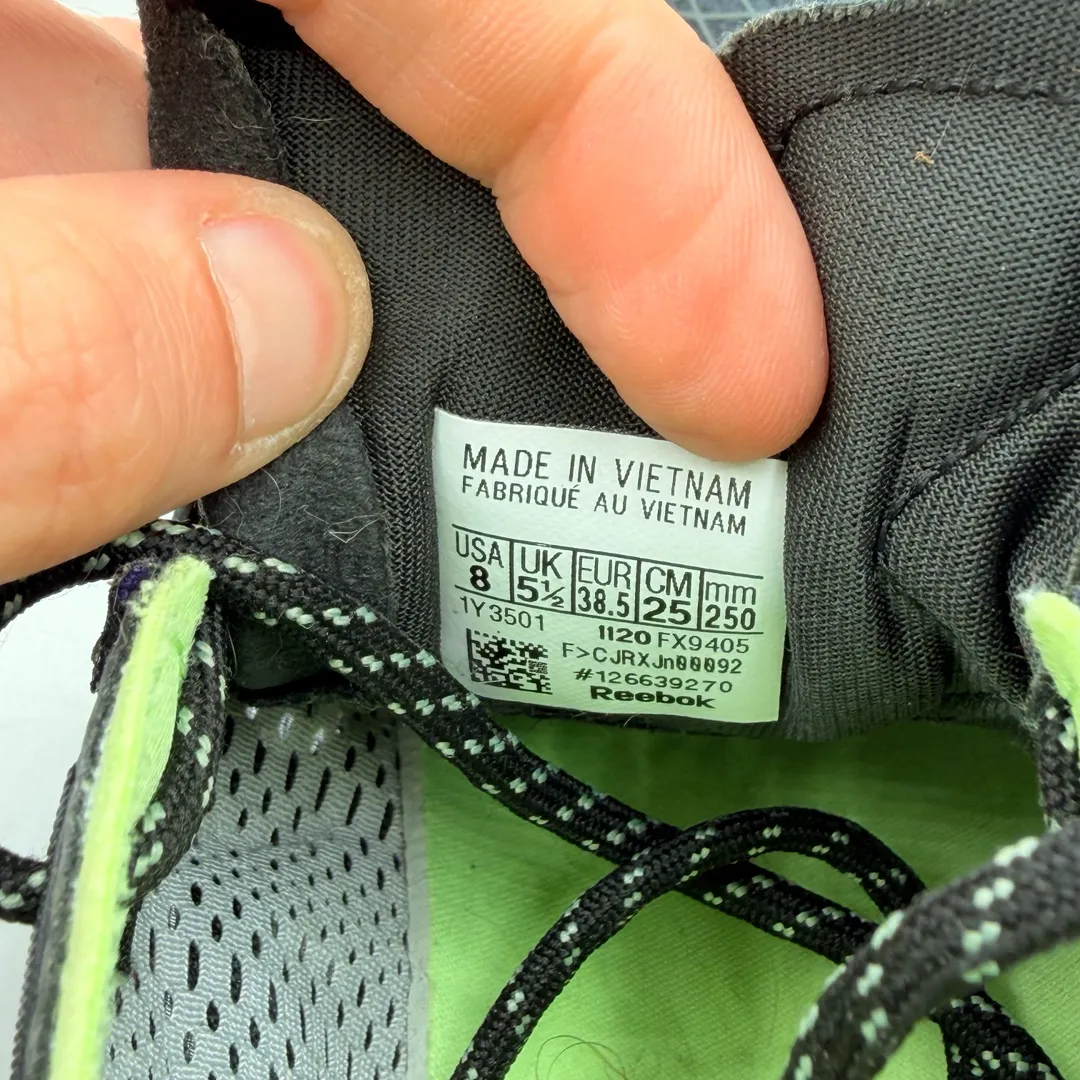 MADE IN VIETNAM
FABRIQUÉ AU VIETNAM
USA UK EUR CM mm
8 5½ 38.5 25 250
1Y3501 1120 FX9405
F>CJRXJn00092
#126639270
Reebok